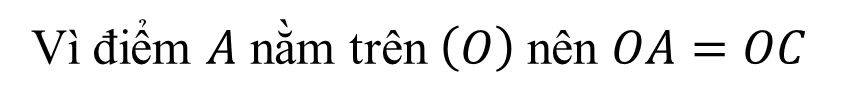 Vì điểm A nằm trên (O) nên OA = OC